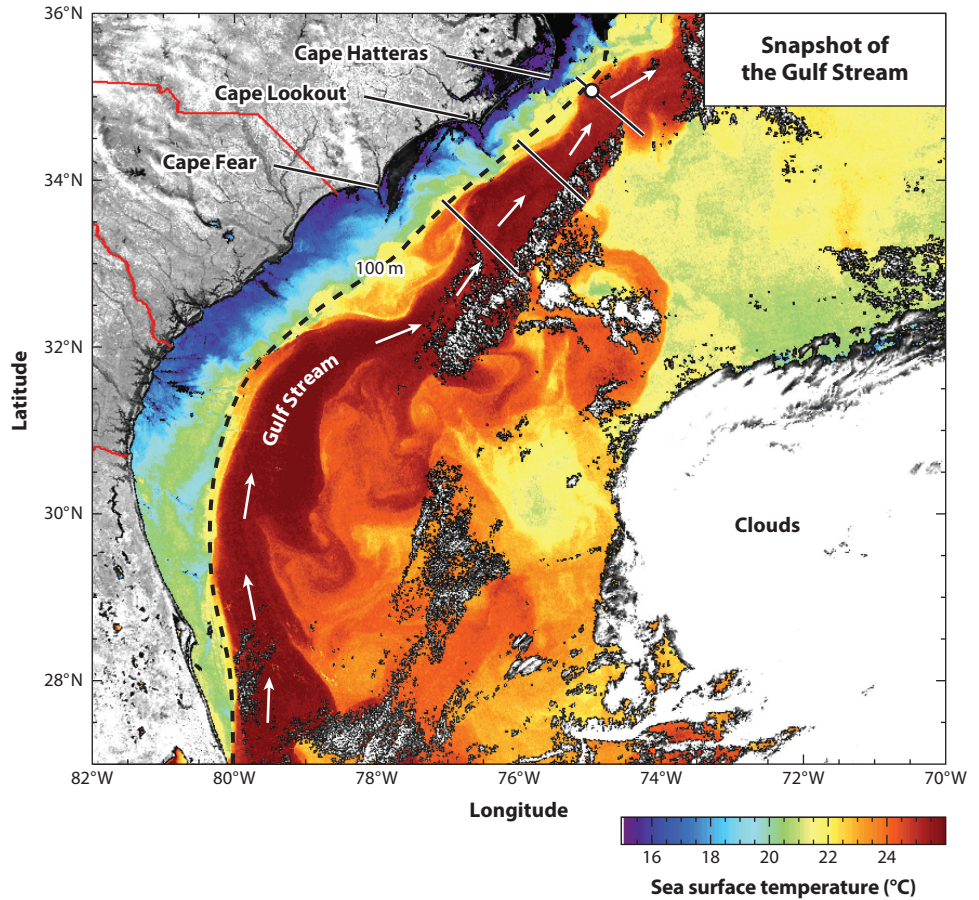 36°N
34°N
32°N
30°N
28°N
Latitude
Cape Hatteras
Cape Lookout
Cape Fear
100 m
Gulf Stream
Snapshot of
the Gulf Stream
Clouds
82°W 80°W 78°W 76°W 74°W 72°W 70°W
Longitude
16 18 20 22 24
Sea surface temperature (°C)